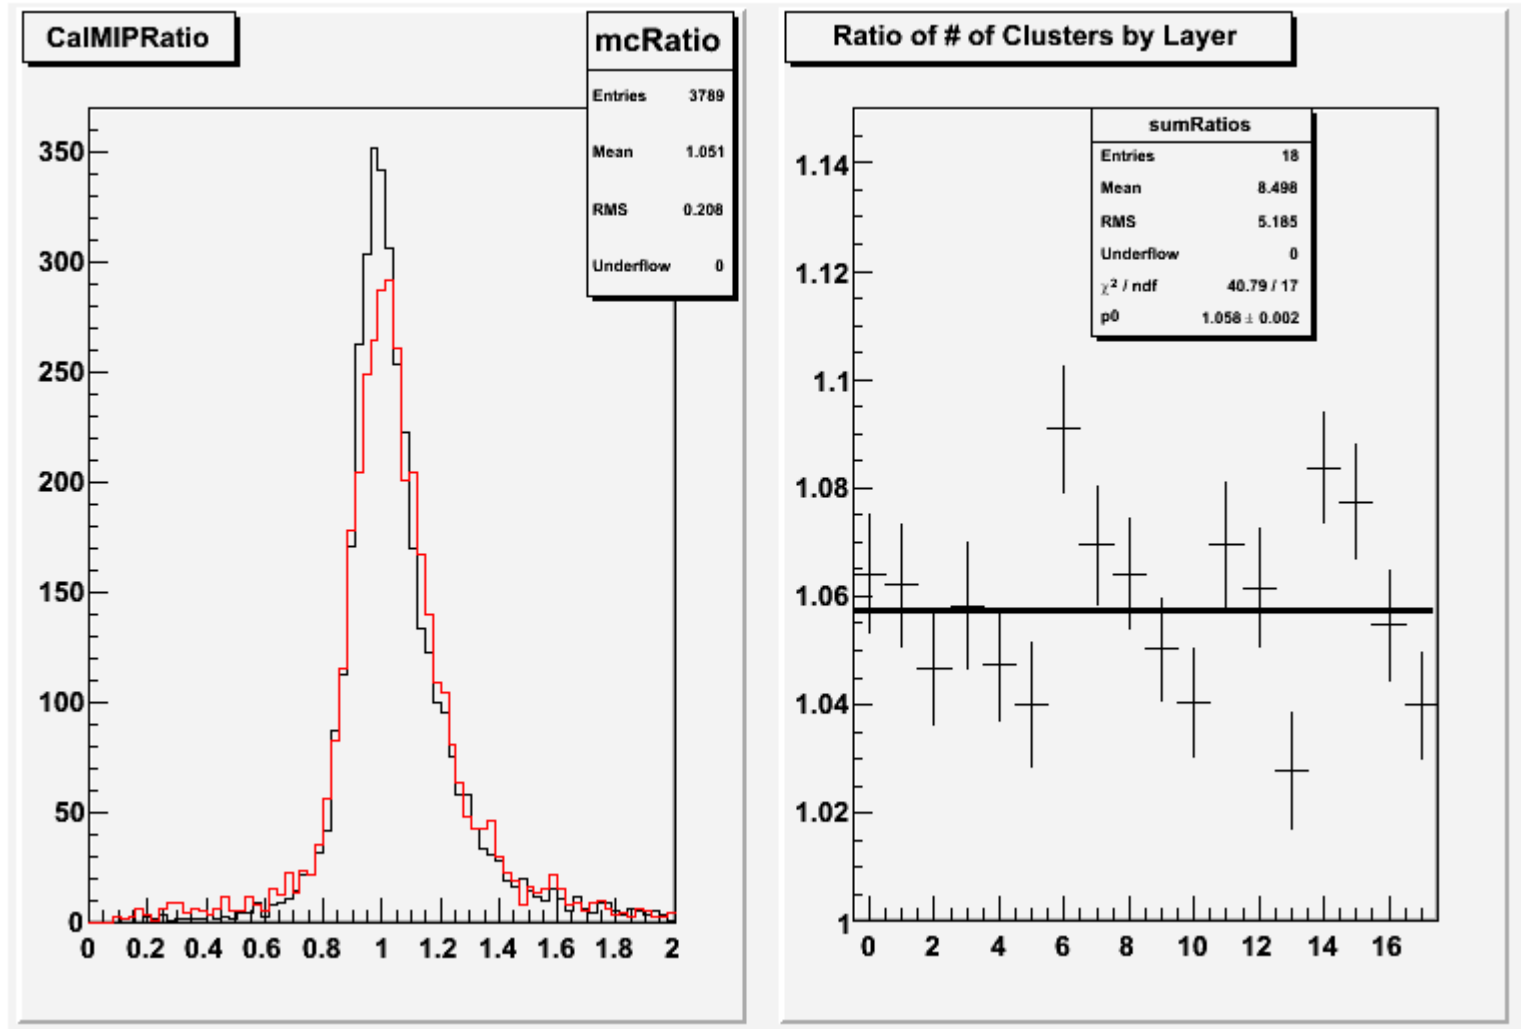 CalMIPRatio
mcRatio
Entries 3789
Mean 1.051
RMS 0.208
Underflow 0
350
300
250
200
150
100
50
0
0 0.2 0.4 0.6 0.8 1 1.2 1.4 1.6 1.8 2
Ratio of # of Clusters by Layer
sumRatios
Entries 18
Mean 8.498
RMS 5.185
Underflow 0
χ² / ndf 40.79 / 17
p0 1.058 ± 0.002
1.14
1.12
1.1
1.08
1.06
1.04
1.02
1
0 2 4 6 8 10 12 14 16